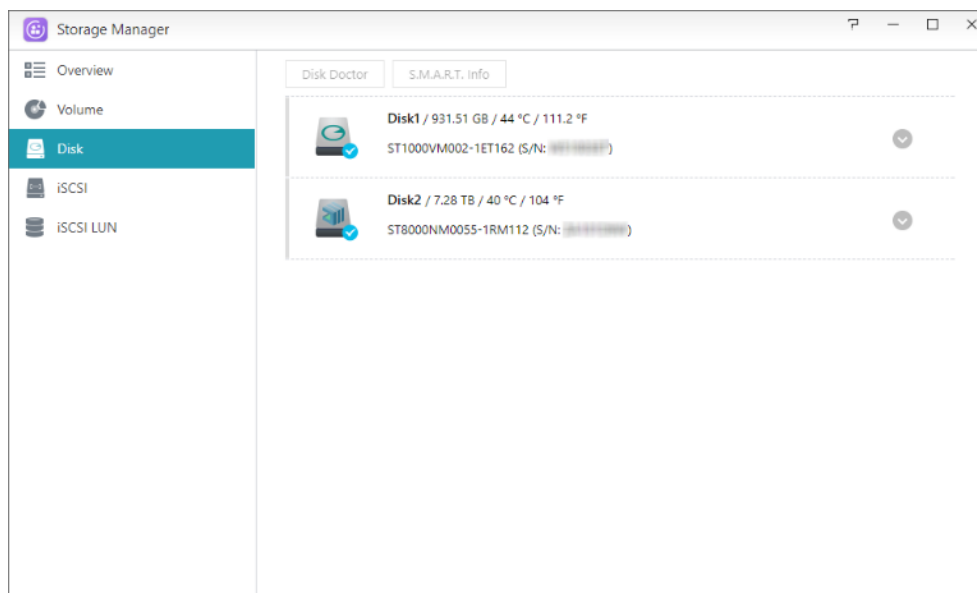 Storage Manager
Overview
Volume
Disk
iSCSI
iSCSI LUN
Disk Doctor
S.M.A.R.T. Info
Disk1 / 931.51 GB / 44 °C / 111.2 °F
ST1000VM002-1ET162 (S/N: )
Disk2 / 7.28 TB / 40 °C / 104 °F
ST8000NM0055-1RM112 (S/N: )